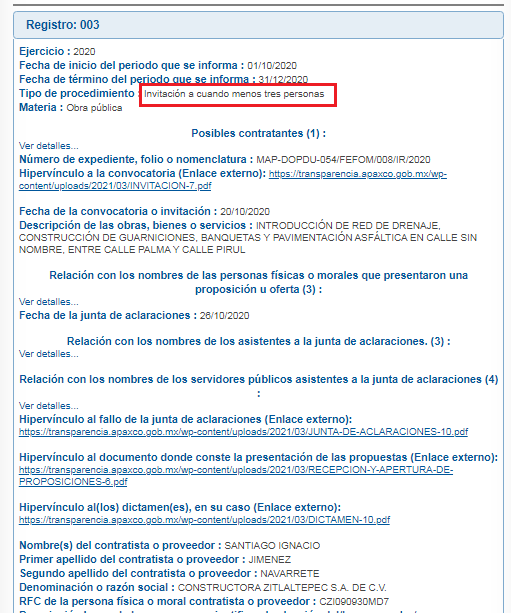 Registro: 003
Ejercicio : 2020
Fecha de inicio del periodo que se informa : 01/10/2020
Fecha de término del periodo que se informa : 31/12/2020
Tipo de procedimiento : Invitación a cuando menos tres personas
Materia : Obra pública
Posibles contratantes (1) :
Ver detalles...
Número de expediente, folio o nomenclatura : MAP-DOPDU-054/FEFOM/008/IR/2020
Hipervínculo a la convocatoria (Enlace externo): https://transparencia.apaxco.gob.mx/wp-
content/uploads/2021/03/INVITACION-7.pdf
Fecha de la convocatoria o invitación : 20/10/2020
Descripción de las obras, bienes o servicios : INTRODUCCIÓN DE RED DE DRENAJE,
CONSTRUCCIÓN DE GUARNICIONES, BANQUETAS Y PAVIMENTACIÓN ASFÁLTICA EN CALLE SIN
NOMBRE, ENTRE CALLE PALMA Y CALLE PIRUL
Relación con los nombres de las personas físicas o morales que presentaron una
proposición u oferta (3) :
Ver detalles...
Fecha de la junta de aclaraciones : 26/10/2020
Relación con los nombres de los asistentes a la junta de aclaraciones. (3) :
Ver detalles...
Relación con los nombres de los servidores públicos asistentes a la junta de aclaraciones (4)
:
Ver detalles...
Hipervínculo al fallo de la junta de aclaraciones (Enlace externo):
https://transparencia.apaxco.gob.mx/wp-content/uploads/2021/03/JUNTA-DE-ACLARACIONES-10.pdf
Hipervínculo al documento donde conste la presentación de las propuestas (Enlace externo):
https://transparencia.apaxco.gob.mx/wp-content/uploads/2021/03/RECEPCION-Y-APERTURA-DE-
PROPOSICIONES-6.pdf
Hipervínculo al(los) dictamen(es), en su caso (Enlace externo):
https://transparencia.apaxco.gob.mx/wp-content/uploads/2021/03/DICTAMEN-10.pdf
Nombre(s) del contratista o proveedor : SANTIAGO IGNACIO
Primer apellido del contratista o proveedor : JIMENEZ
Segundo apellido del contratista o proveedor : NAVARRETE
Denominación o razón social : CONSTRUCTORA ZITLALTEPEC S.A. DE C.V.
RFC de la persona física o moral contratista o proveedor : CZI090930MD7